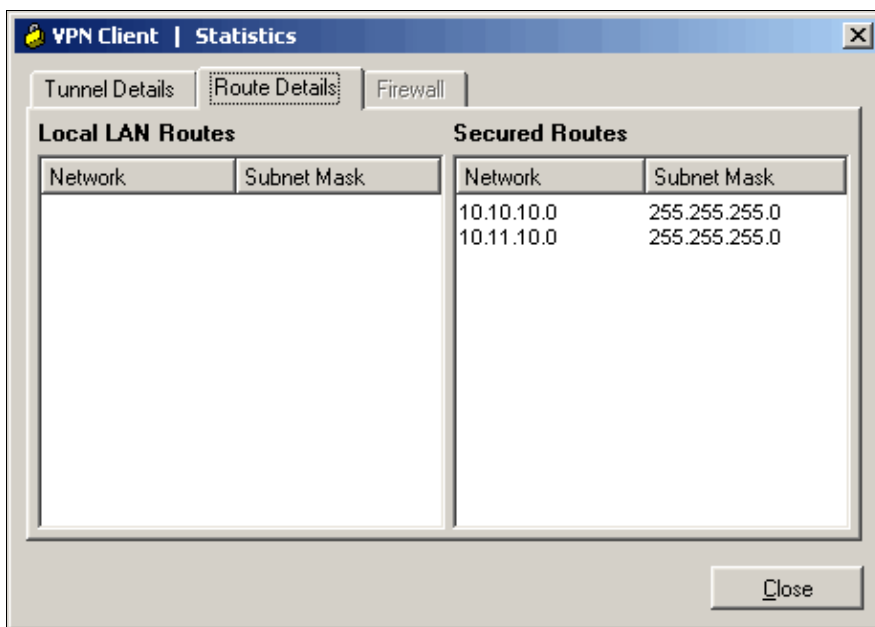 VPN Client | Statistics
Tunnel Details Route Details Firewall
Local LAN Routes Secured Routes
Network Subnet Mask Network Subnet Mask
10.10.10.0 255.255.255.0
10.11.10.0 255.255.255.0
Close